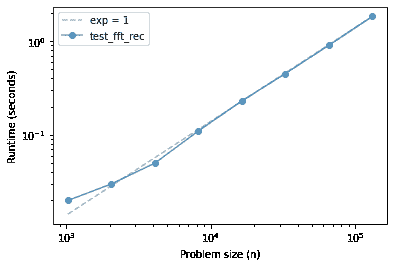 exp = 1
test_fft_rec
10⁰
10⁻¹
Runtime (seconds)
10³
10⁴
10⁵
Problem size (n)